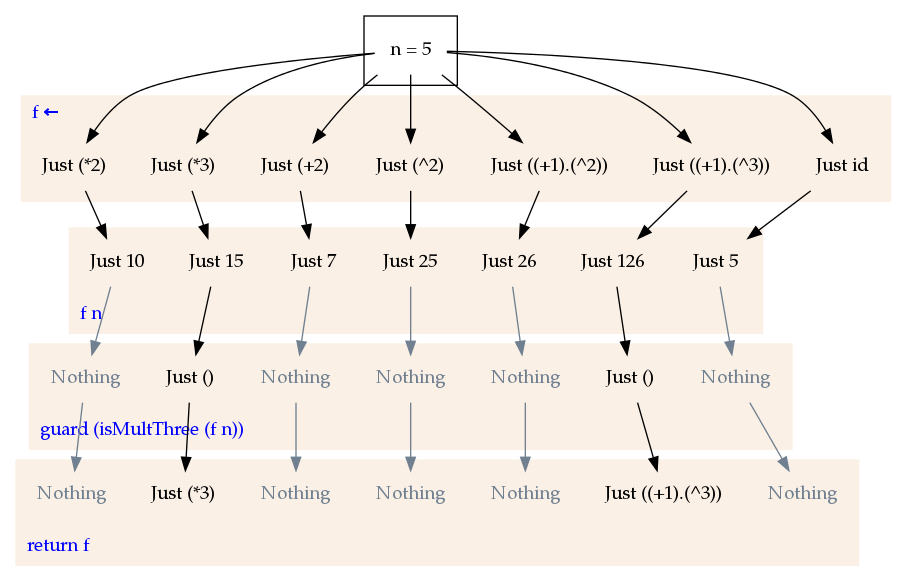 n = 5
f ←
Just (*2) Just (*3) Just (+2) Just (^2) Just ((+1).(^2)) Just ((+1).(^3)) Just id
Just 10 Just 15 Just 7 Just 25 Just 26 Just 126 Just 5
f n
Nothing Just () Nothing Nothing Nothing Just () Nothing
guard (isMultThree (f n))
Nothing Just (*3) Nothing Nothing Nothing Just ((+1).(^3)) Nothing
return f